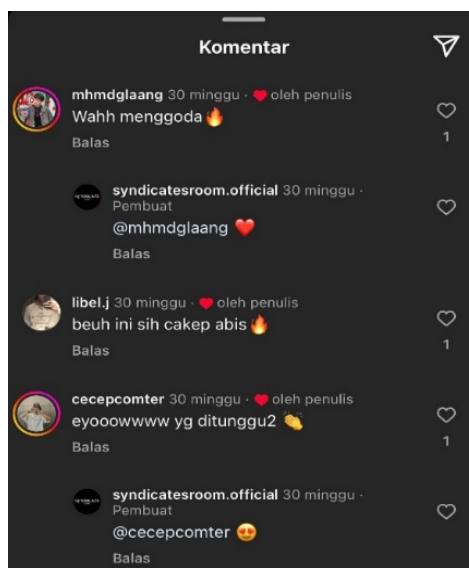 Komentar
mhmdglaang 30 minggu · ❤️ oleh penulis
Wahh menggoda🔥
Balas
1
syndicatesroom.official 30 minggu ·
Pembuat
@mhmdglaang ❤️
Balas
libel.j 30 minggu · ❤️ oleh penulis
beuh ini sih cakep abis🔥
Balas
1
cecepcomter 30 minggu · ❤️ oleh penulis
eyooowwww yg ditunggu2 👏
Balas
1
syndicatesroom.official 30 minggu ·
Pembuat
@cecepcomter 😍
Balas